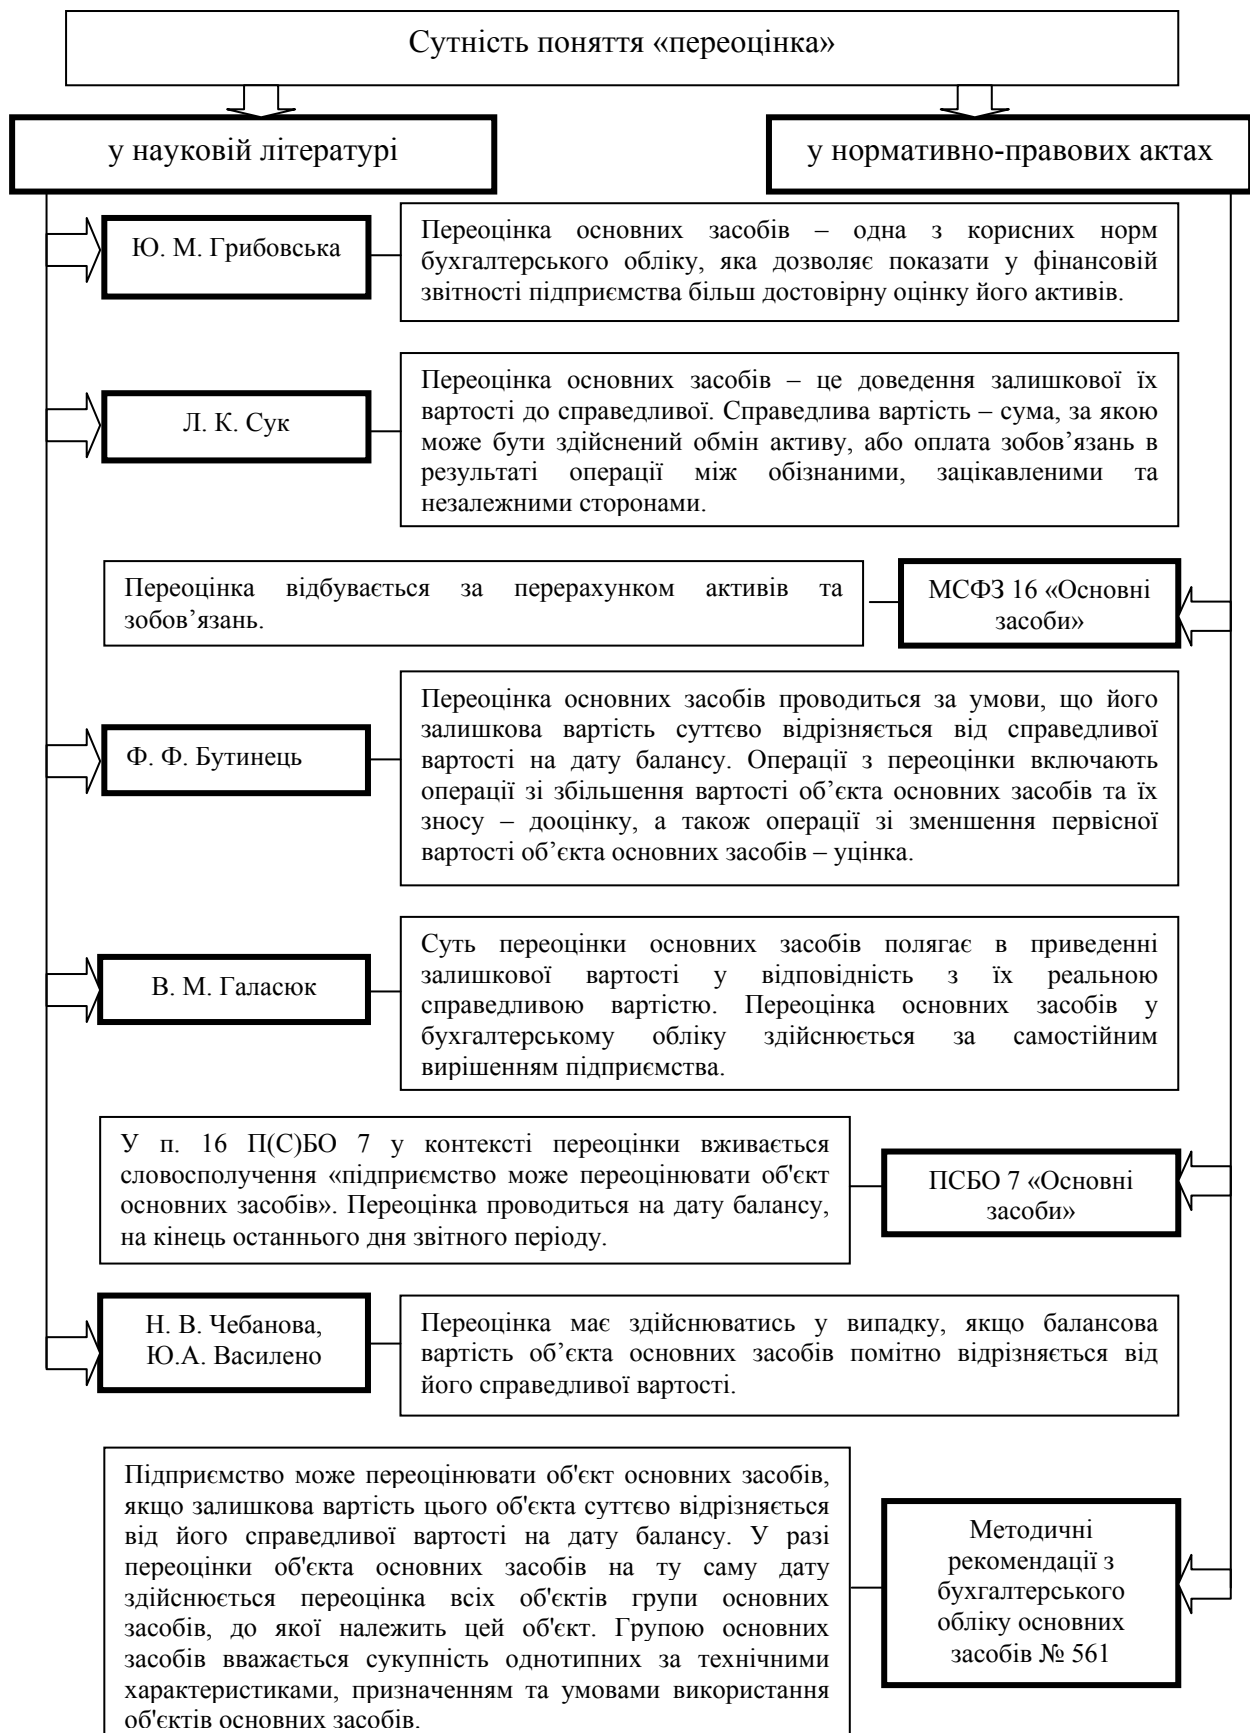 Сутність поняття «переоцінка»
у науковій літературі
у нормативно-правових актах
Ю. М. Грибовська
Переоцінка основних засобів – одна з корисних норм
бухгалтерського обліку, яка дозволяє показати у фінансовій
звітності підприємства більш достовірну оцінку його активів.
Л. К. Сук
Переоцінка основних засобів – це доведення залишкової їх
вартості до справедливої. Справедлива вартість – сума, за якою
може бути здійснений обмін активу, або оплата зобов’язань в
результаті операції між обізнаними, зацікавленими та
незалежними сторонами.
Переоцінка відбувається за перерахунком активів та
зобов’язань.
МСФЗ 16 «Основні
засоби»
Ф. Ф. Бутинець
Переоцінка основних засобів проводиться за умови, що його
залишкова вартість суттєво відрізняється від справедливої
вартості на дату балансу. Операції з переоцінки включають
операції зі збільшення вартості об’єкта основних засобів та їх
зносу – дооцінку, а також операції зі зменшення первісної
вартості об’єкта основних засобів – уцінка.
В. М. Галасюк
Суть переоцінки основних засобів полягає в приведенні
залишкової вартості у відповідність з їх реальною
справедливою вартістю. Переоцінка основних засобів у
бухгалтерському обліку здійснюється за самостійним
вирішенням підприємства.
У п. 16 П(С)БО 7 у контексті переоцінки вживається
словосполучення «підприємство може переоцінювати об'єкт
основних засобів». Переоцінка проводиться на дату балансу,
на кінець останнього дня звітного періоду.
ПСБО 7 «Основні
засоби»
Н. В. Чебанова,
Ю.А. Василено
Переоцінка має здійснюватись у випадку, якщо балансова
вартість об’єкта основних засобів помітно відрізняється від
його справедливої вартості.
Підприємство може переоцінювати об'єкт основних засобів,
якщо залишкова вартість цього об'єкта суттєво відрізняється
від його справедливої вартості на дату балансу. У разі
переоцінки об'єкта основних засобів на ту саму дату
здійснюється переоцінка всіх об'єктів групи основних
засобів, до якої належить цей об'єкт. Групою основних
засобів вважається сукупність однотипних за технічними
характеристиками, призначенням та умовами використання
об'єктів основних засобів.
Методичні
рекомендації з
бухгалтерського
обліку основних
засобів № 561